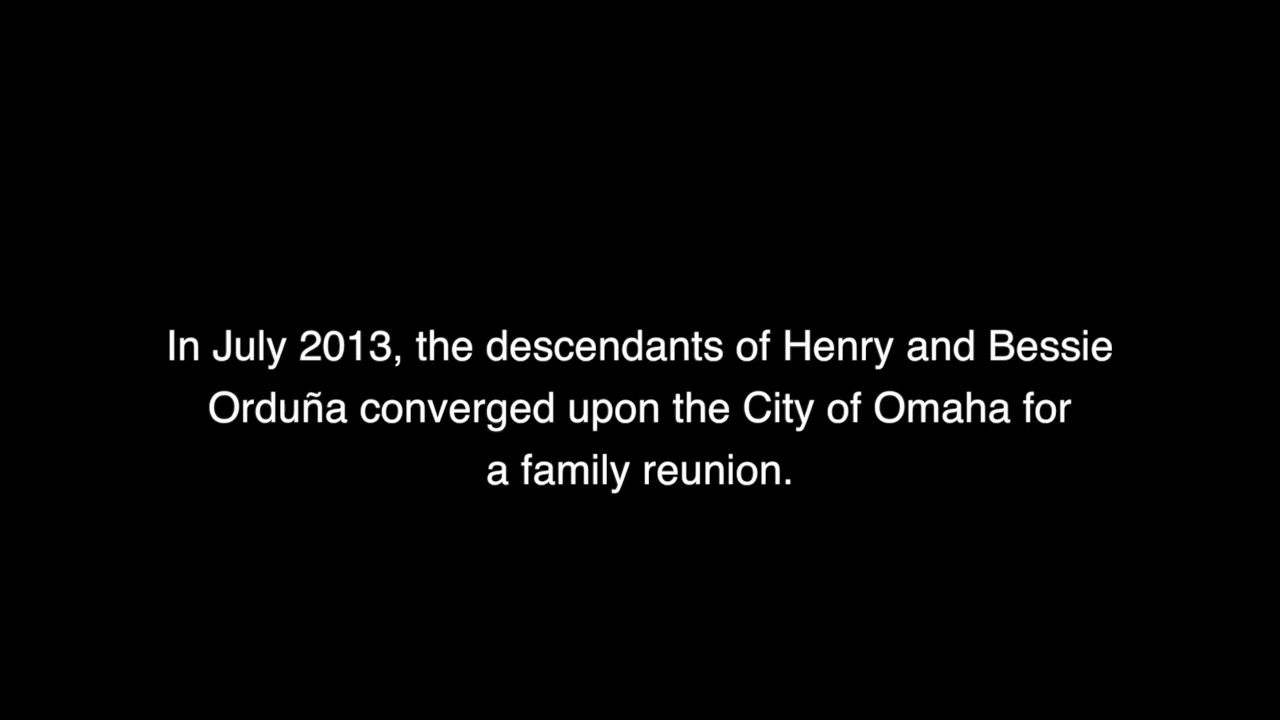 In July 2013, the descendants of Henry and Bessie
Orduña converged upon the City of Omaha for
a family reunion.